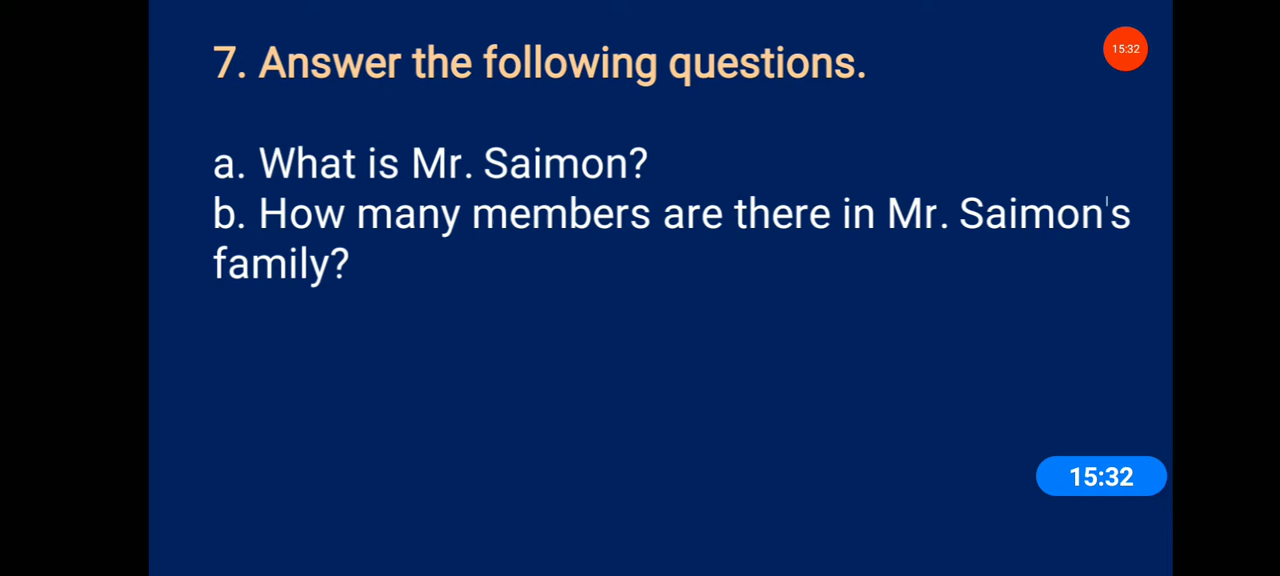 7. Answer the following questions.
15:32
a. What is Mr. Saimon?
b. How many members are there in Mr. Saimon's
family?
15:32